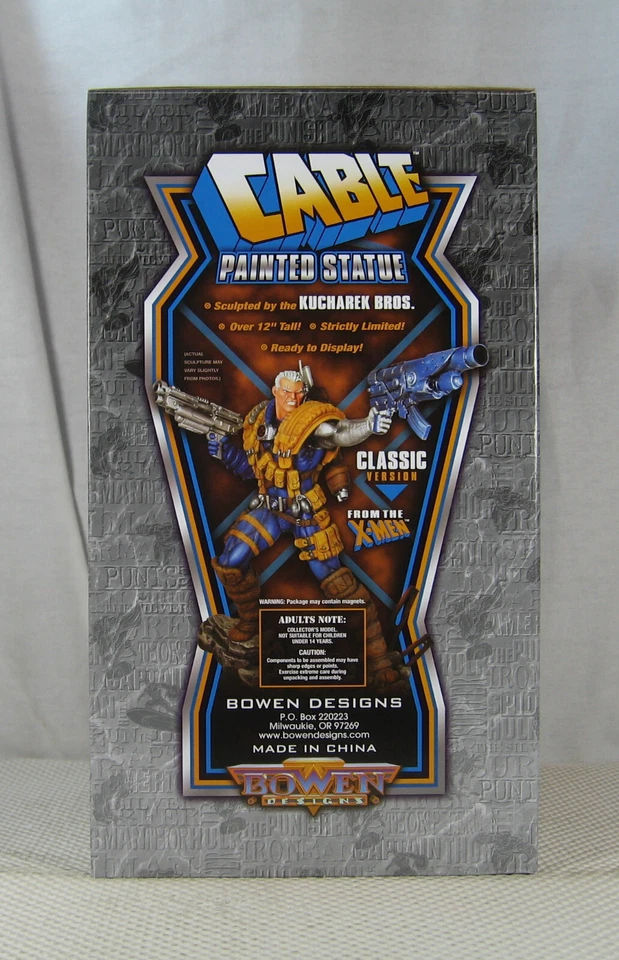 CABLE™
PAINTED STATUE
Sculpted by the KUCHAREK BROS.
Over 12" Tall! Strictly Limited!
Ready to Display!
(ACTUAL
SCULPTURE MAY
VARY SLIGHTLY
FROM PHOTOS.)
CLASSIC
VERSION
FROM THE
X-MEN™
WARNING: Package may contain magnets.
ADULTS NOTE:
COLLECTOR'S MODEL.
NOT SUITABLE FOR CHILDREN
UNDER 14 YEARS.
CAUTION:
Components to be assembled may have
sharp edges or points.
Exercise extreme care during
unpacking and assembly.
BOWEN DESIGNS
P.O. Box 220223
Milwaukie, OR 97269
www.bowendesigns.com
MADE IN CHINA
BOWEN
DESIGNS